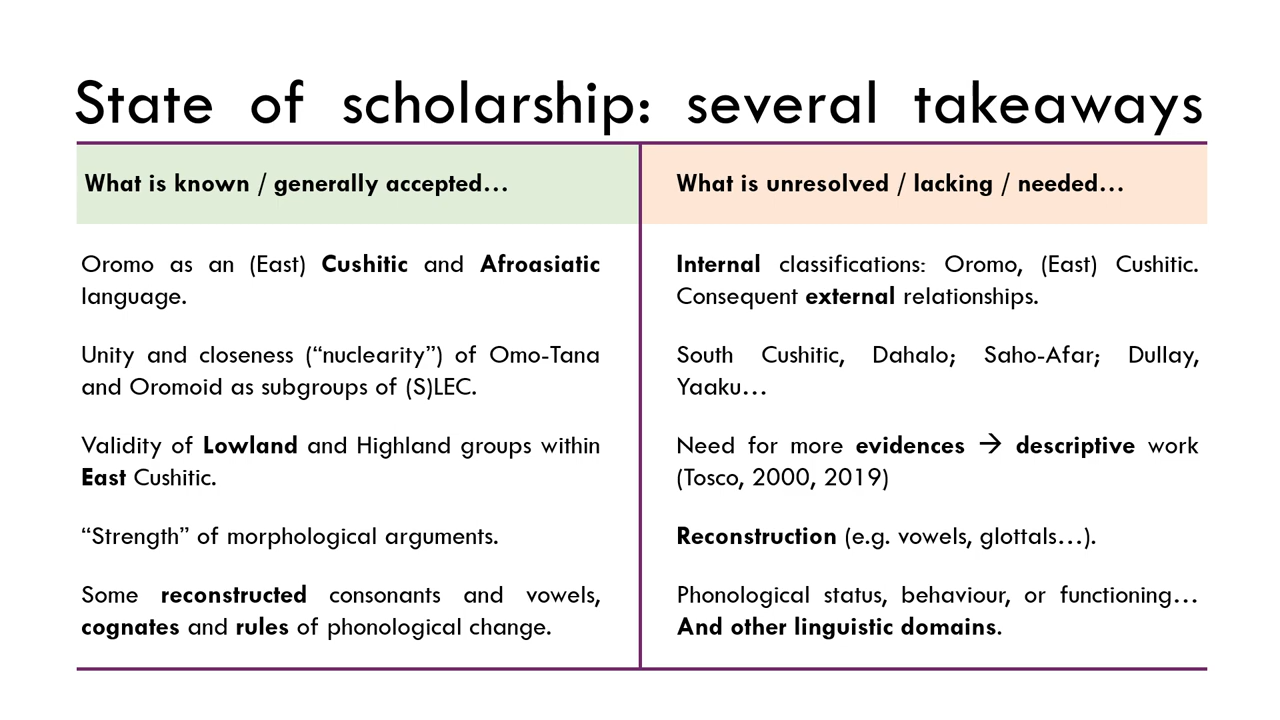 State of scholarship: several takeaways
What is known / generally accepted…
Oromo as an (East) Cushitic and Afroasiatic
language.
Unity and closeness (“nuclearity”) of Omo-Tana
and Oromoid as subgroups of (S)LEC.
Validity of Lowland and Highland groups within
East Cushitic.
“Strength” of morphological arguments.
Some reconstructed consonants and vowels,
cognates and rules of phonological change.
What is unresolved / lacking / needed…
Internal classifications: Oromo, (East) Cushitic.
Consequent external relationships.
South Cushitic, Dahalo; Saho-Afar; Dullay,
Yaaku…
Need for more evidences → descriptive work
(Tosco, 2000, 2019)
Reconstruction (e.g. vowels, glottals…).
Phonological status, behaviour, or functioning…
And other linguistic domains.